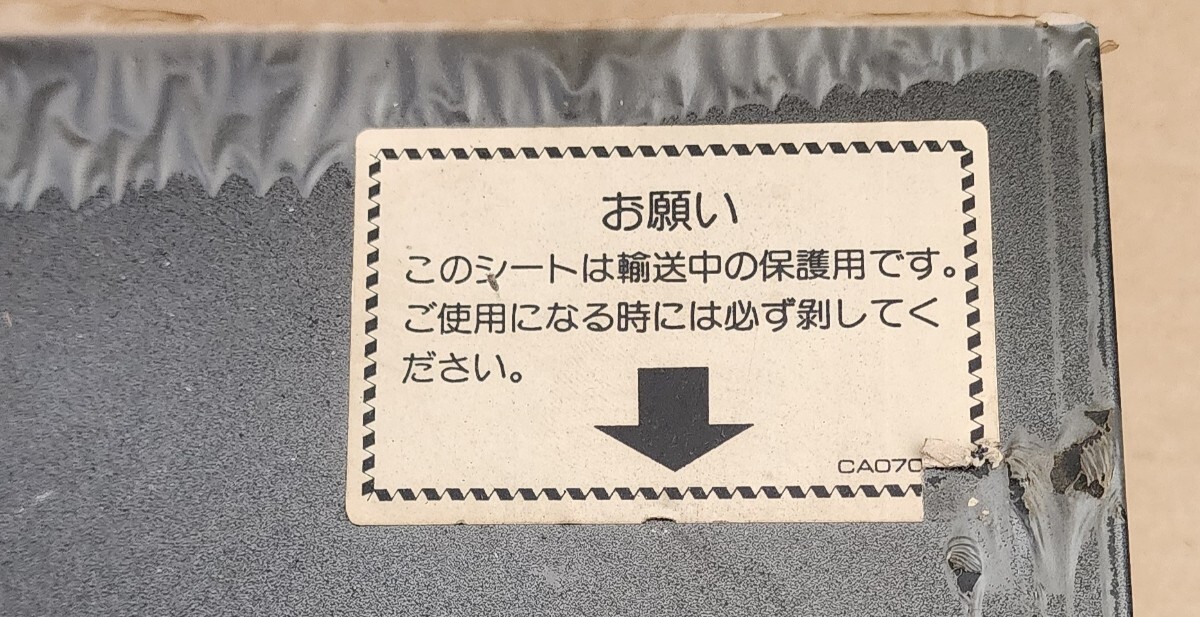 お願い
このシートは輸送中の保護用です。
ご使用になる時には必ず剥してく
ださい。
CA070